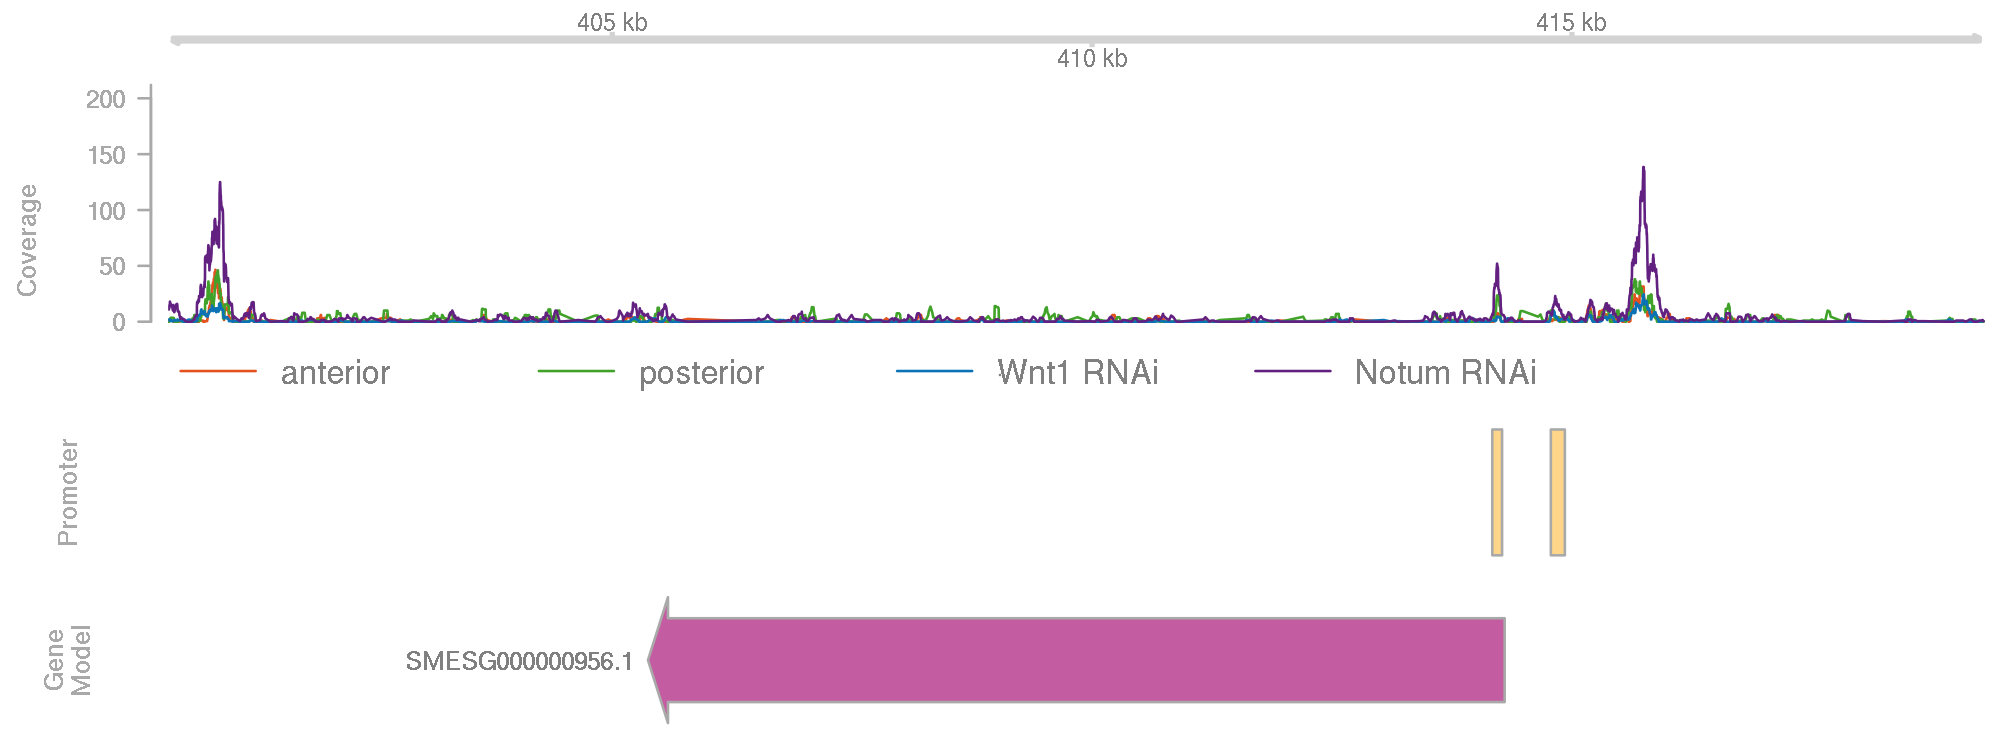 405 kb
415 kb
410 kb
200
150
100
50
0
Coverage
anterior
posterior
Wnt1 RNAi
Notum RNAi
Promoter
SMESG000000956.1
Gene
Model